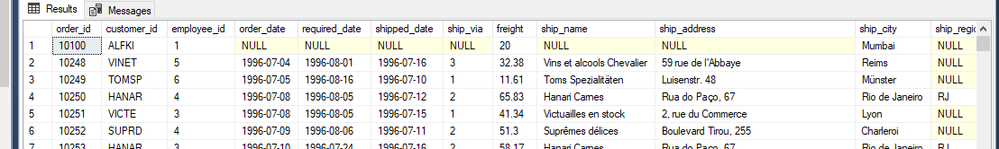 Results Messages
order_id customer_id employee_id order_date required_date shipped_date ship_via freight ship_name ship_address ship_city ship_regi
1 10100 ALFKI 1 NULL NULL NULL NULL 20 NULL NULL Mumbai NULL
2 10248 VINET 5 1996-07-04 1996-08-01 1996-07-16 3 32.38 Vins et alcools Chevalier 59 rue de l'Abbaye Reims NULL
3 10249 TOMSP 6 1996-07-05 1996-08-16 1996-07-10 1 11.61 Toms Spezialitäten Luisenstr. 48 Münster NULL
4 10250 HANAR 4 1996-07-08 1996-08-05 1996-07-12 2 65.83 Hanari Carnes Rua do Paço, 67 Rio de Janeiro RJ
5 10251 VICTE 3 1996-07-08 1996-08-05 1996-07-15 1 41.34 Victuailles en stock 2, rue du Commerce Lyon NULL
6 10252 SUPRD 4 1996-07-09 1996-08-06 1996-07-11 2 51.3 Suprêmes délices Boulevard Tirou, 255 Charleroi NULL
7 10253 HANAR 3 1996-07-10 1996-07-24 1996-07-16 2 58.17 Hanari Carnes Rua do Paço, 67 Rio de Janeiro RJ